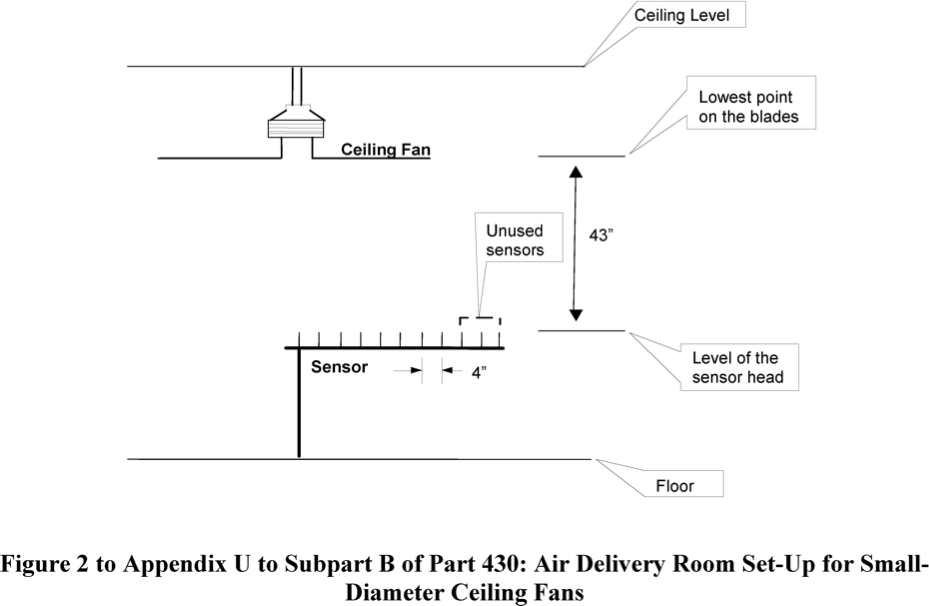 Ceiling Level
Lowest point
on the blades
Ceiling Fan
Unused
sensors
43”
Sensor
4”
Level of the
sensor head
Floor
Figure 2 to Appendix U to Subpart B of Part 430: Air Delivery Room Set-Up for Small-
Diameter Ceiling Fans